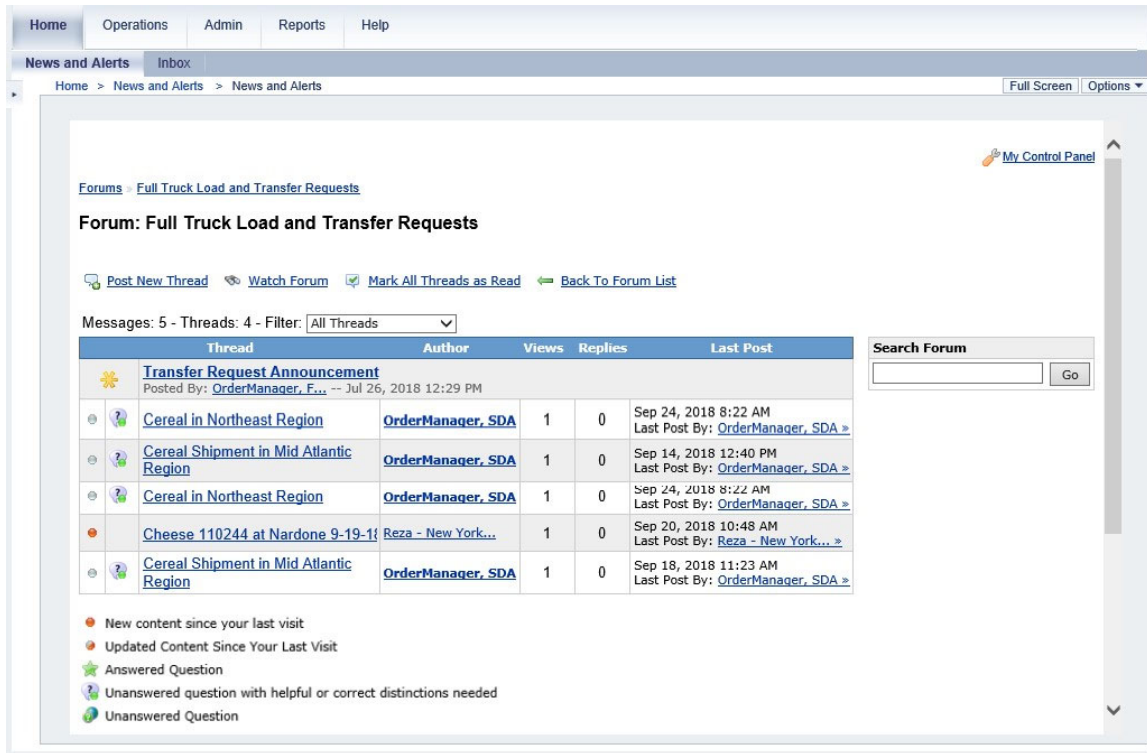 Home Operations Admin Reports Help
News and Alerts Inbox
Home > News and Alerts > News and Alerts Full Screen Options
My Control Panel
Forums > Full Truck Load and Transfer Requests
Forum: Full Truck Load and Transfer Requests
Post New Thread Watch Forum Mark All Threads as Read Back To Forum List
Messages: 5 - Threads: 4 - Filter: All Threads
Thread Author Views Replies Last Post Search Forum
Go
Transfer Request Announcement
Posted By: OrderManager, F... -- Jul 26, 2018 12:29 PM
Cereal in Northeast Region OrderManager, SDA 1 0 Sep 24, 2018 8:22 AM
Last Post By: OrderManager, SDA »
Cereal Shipment in Mid Atlantic Region OrderManager, SDA 1 0 Sep 14, 2018 12:40 PM
Last Post By: OrderManager, SDA »
Cereal in Northeast Region OrderManager, SDA 1 0 Sep 24, 2018 8:22 AM
Last Post By: OrderManager, SDA »
Cheese 110244 at Nardone 9-19-18 Reza - New York... 1 0 Sep 20, 2018 10:48 AM
Last Post By: Reza - New York... »
Cereal Shipment in Mid Atlantic Region OrderManager, SDA 1 0 Sep 18, 2018 11:23 AM
Last Post By: OrderManager, SDA »
New content since your last visit
Updated Content Since Your Last Visit
Answered Question
Unanswered question with helpful or correct distinctions needed
Unanswered Question